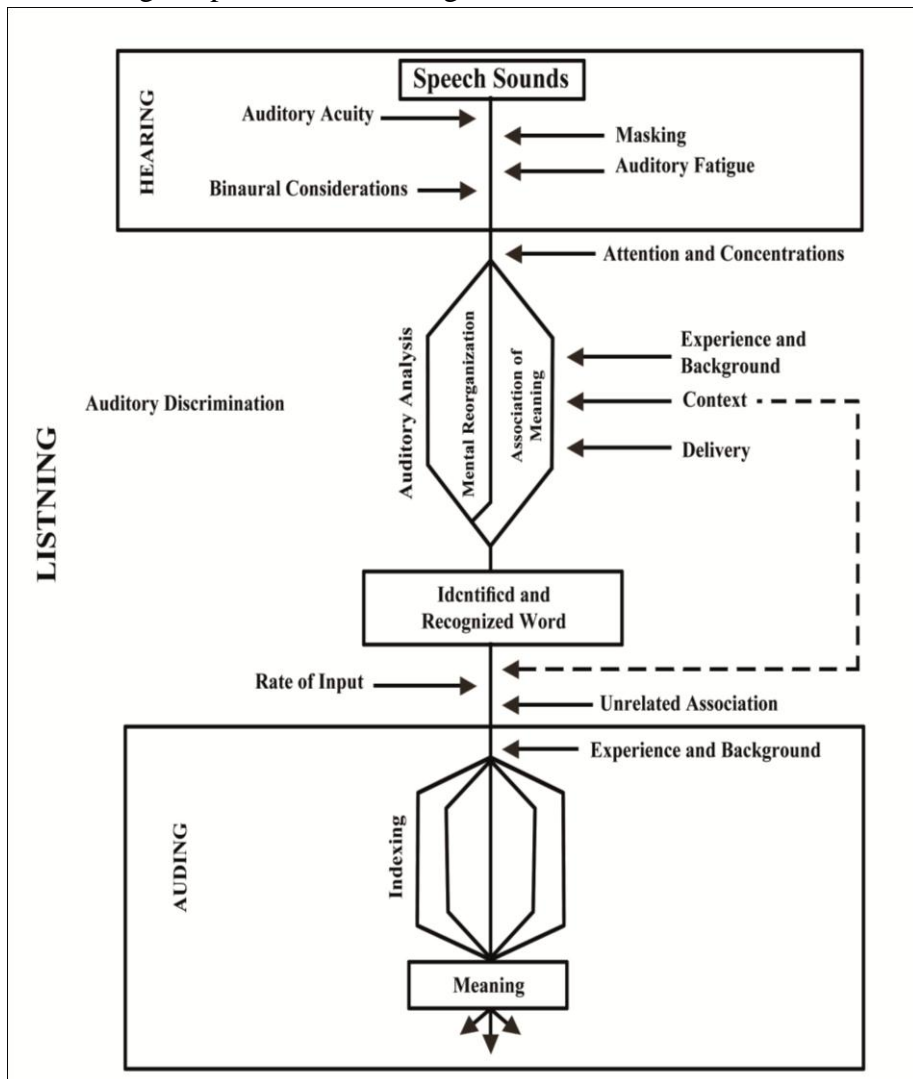 Speech Sounds
HEARING
Auditory Acuity
Masking
Auditory Fatigue
Binaural Considerations
Attention and Concentrations
Auditory Analysis
Mental Reorganization
Association of
Meaning
Experience and
Background
Context
Delivery
Auditory Discrimination
LISTNING
Identified and
Recognized Word
Rate of Input
Unrelated Association
Experience and Background
AUDING
Indexing
Meaning